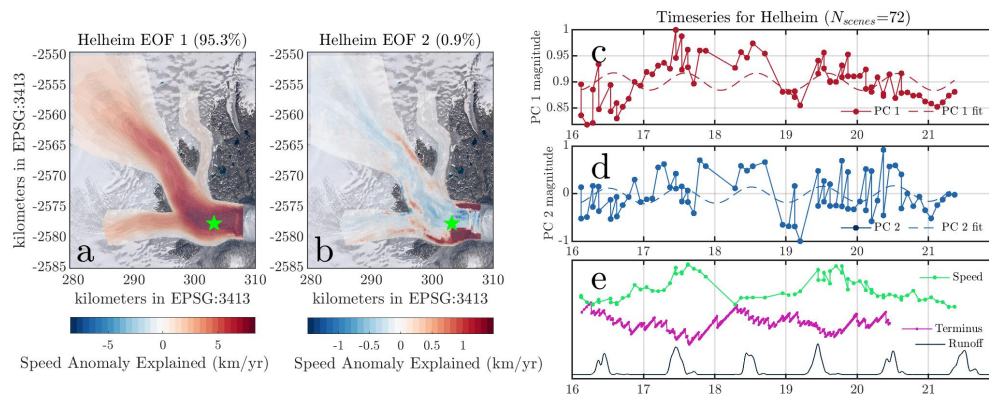 Helheim EOF 1 (95.3%)
-2550
-2555
-2560
-2565
-2570
-2575
-2580
-2585
kilometers in EPSG:3413
a
280 290 300 310
kilometers in EPSG:3413
-5 0 5
Speed Anomaly Explained (km/yr)
Helheim EOF 2 (0.9%)
-2550
-2555
-2560
-2565
-2570
-2575
-2580
-2585
b
280 290 300 310
kilometers in EPSG:3413
-1 -0.5 0 0.5 1
Speed Anomaly Explained (km/yr)
Timeseries for Helheim (Nscenes=72)
c
PC 1 magnitude
1
0.95
0.90
0.85
PC 1 PC 1 fit
16 17 18 19 20 21
d
PC 2 magnitude
1
0
-1
PC 2 PC 2 fit
16 17 18 19 20 21
e
Speed
Terminus
Runoff
16 17 18 19 20 21